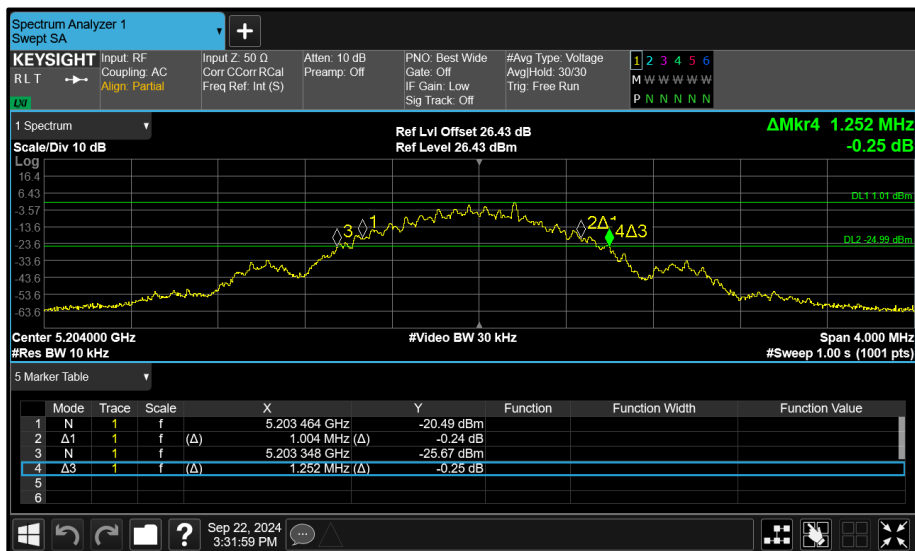 Spectrum Analyzer 1
Swept SA
KEYSIGHT
R L T
LXI
Input: RF
Coupling: AC
Align: Partial
Input Z: 50 Ω
Corr CCorr RCal
Freq Ref: Int (S)
Atten: 10 dB
Preamp: Off
PNO: Best Wide
Gate: Off
IF Gain: Low
Sig Track: Off
#Avg Type: Voltage
Avg|Hold: 30/30
Trig: Free Run
1 2 3 4 5 6
M W W W W W
P N N N N N
1 Spectrum
Scale/Div 10 dB
Ref Lvl Offset 26.43 dB
Ref Level 26.43 dBm
ΔMkr4 1.252 MHz
-0.25 dB
Log
16.4
6.43
-3.57
-13.6
-23.6
-33.6
-43.6
-53.6
-63.6
DL1 1.01 dBm
DL2 -24.99 dBm
3
1
2Δ1
4Δ3
Center 5.204000 GHz
#Video BW 30 kHz
Span 4.000 MHz
#Res BW 10 kHz
#Sweep 1.00 s (1001 pts)
5 Marker Table
Mode Trace Scale X Y Function Function Width Function Value
1 N 1 f 5.203 464 GHz -20.49 dBm
2 Δ1 1 f (Δ) 1.004 MHz (Δ) -0.24 dB
3 N 1 f 5.203 348 GHz -25.67 dBm
4 Δ3 1 f (Δ) 1.252 MHz (Δ) -0.25 dB
5
6
?
Sep 22, 2024
3:31:59 PM